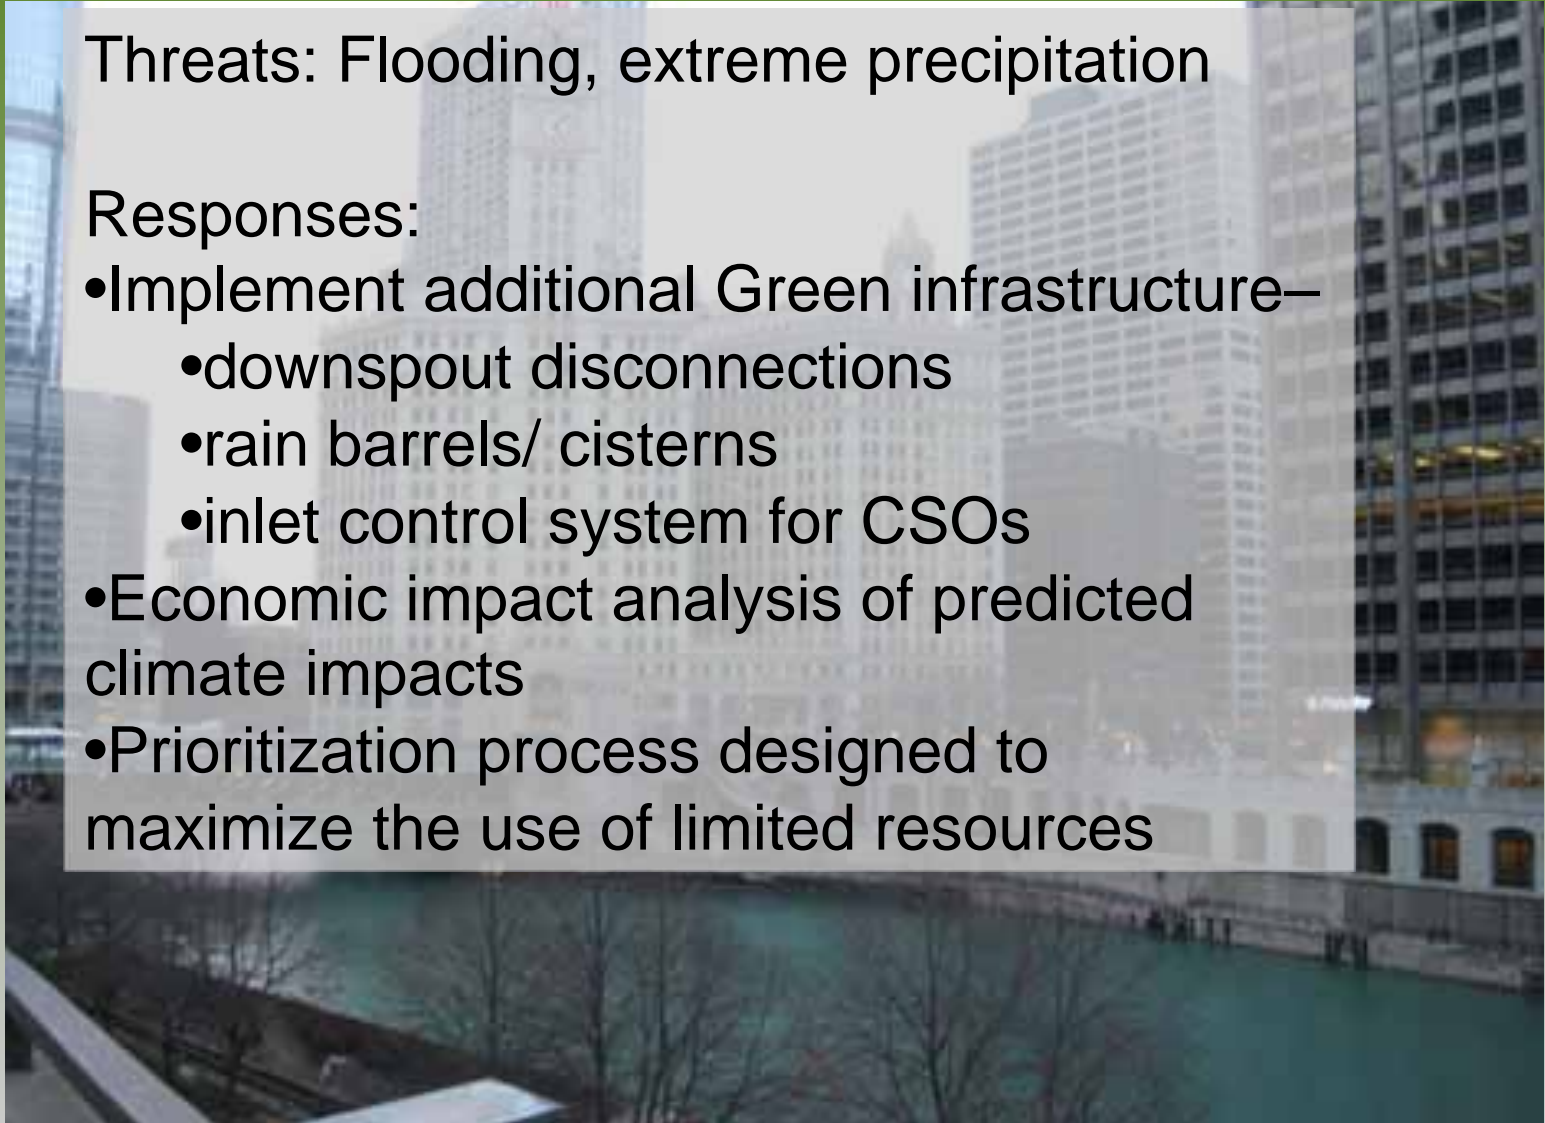 Threats: Flooding, extreme precipitation
Responses:
•Implement additional Green infrastructure–
•downspout disconnections
•rain barrels/ cisterns
•inlet control system for CSOs
•Economic impact analysis of predicted
climate impacts
•Prioritization process designed to
maximize the use of limited resources